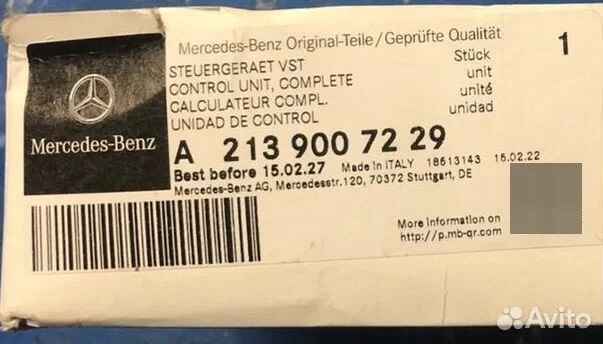 Mercedes-Benz Original-Teile/Geprüfte Qualität
STEUERGERAET VST
CONTROL UNIT, COMPLETE
CALCULATEUR COMPL.
UNIDAD DE CONTROL
Stück
unit
unité
unidad
1
Mercedes-Benz
A 213 900 72 29
Best before 15.02.27 Made in ITALY 18613143 15.02.22
Mercedes-Benz AG, Mercedesstr.120, 70372 Stuttgart, DE
More information on
http://p.mb-qr.com
Avito